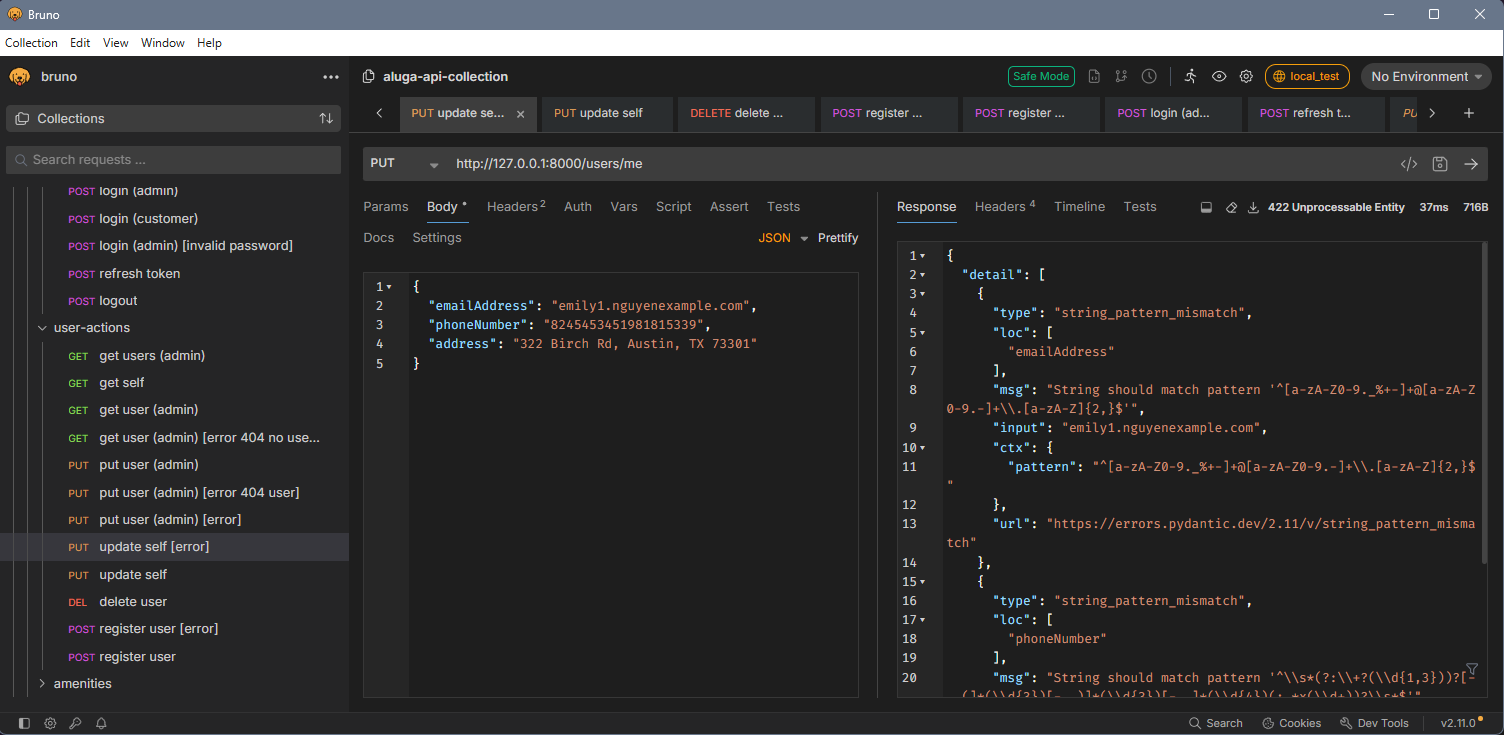 Bruno
Collection Edit View Window Help
bruno
Collections
Search requests ...
POST login (admin)
POST login (customer)
POST login (admin) [invalid password]
POST refresh token
POST logout
user-actions
GET get users (admin)
GET get self
GET get user (admin)
GET get user (admin) [error 404 no use...
PUT put user (admin)
PUT put user (admin) [error 404 user]
PUT put user (admin) [error]
PUT update self [error]
PUT update self
DEL delete user
POST register user [error]
POST register user
amenities
aluga-api-collection
Safe Mode
local_test
No Environment
PUT update se... PUT update self DELETE delete ... POST register ... POST register ... POST login (ad... POST refresh t... PU
PUT http://127.0.0.1:8000/users/me
Params Body Headers 2 Auth Vars Script Assert Tests
Docs Settings JSON Prettify
1 {
2 "emailAddress": "emily1.nguyenexample.com",
3 "phoneNumber": "8245453451981815339",
4 "address": "322 Birch Rd, Austin, TX 73301"
5 }
Response Headers 4 Timeline Tests 422 Unprocessable Entity 37ms 716B
1 {
2 "detail": [
3 {
4 "type": "string_pattern_mismatch",
5 "loc": [
6 "emailAddress"
7 ],
8 "msg": "String should match pattern '^[a-zA-Z0-9._%+-]+@[a-zA-Z
0-9.-]+\\.[a-zA-Z]{2,}$'",
9 "input": "emily1.nguyenexample.com",
10 "ctx": {
11 "pattern": "^[a-zA-Z0-9._%+-]+@[a-zA-Z0-9.-]+\\.[a-zA-Z]{2,}$
"
12 },
13 "url": "https://errors.pydantic.dev/2.11/v/string_pattern_misma
tch"
14 },
15 {
16 "type": "string_pattern_mismatch",
17 "loc": [
18 "phoneNumber"
19 ],
20 "msg": "String should match pattern '^\\s*(?:\\+?(\\d{1,3}))?[-
Search Cookies Dev Tools v2.11.0